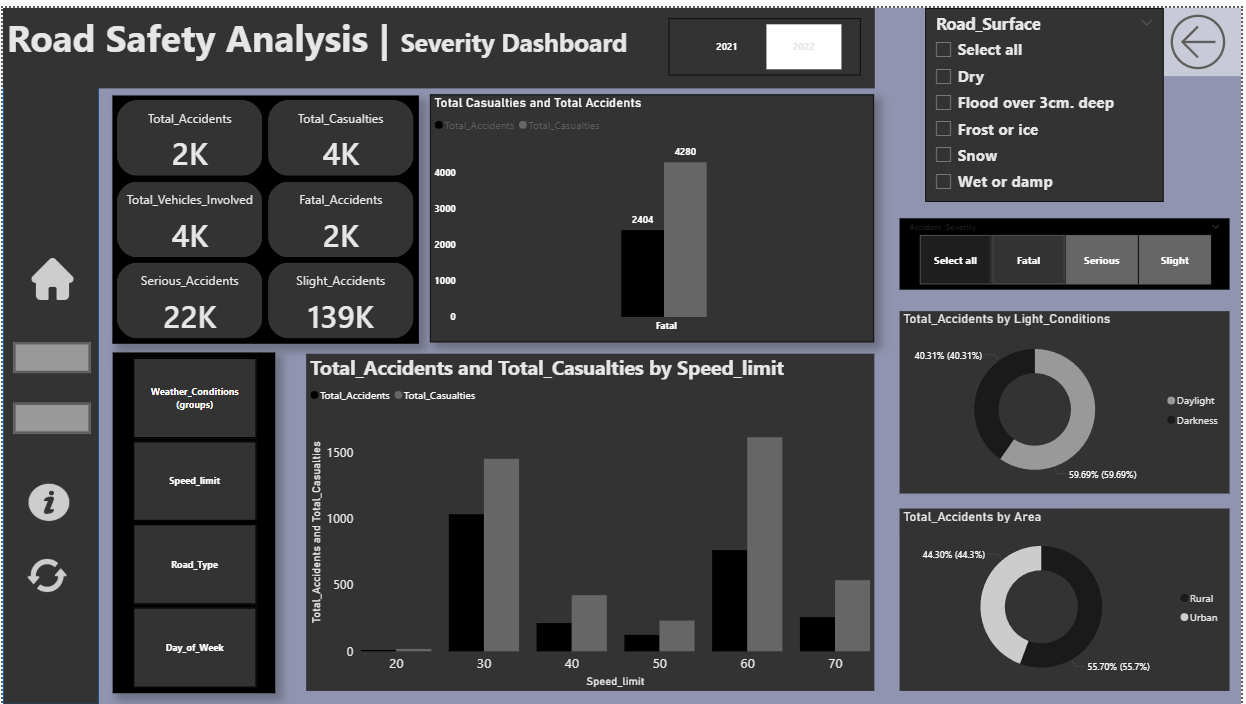 Road Safety Analysis | Severity Dashboard
2021
2022
Road_Surface
Select all
Dry
Flood over 3cm. deep
Frost or ice
Snow
Wet or damp
Total_Accidents
2K
Total_Casualties
4K
Total_Vehicles_Involved
4K
Fatal_Accidents
2K
Serious_Accidents
22K
Slight_Accidents
139K
Total Casualties and Total Accidents
Total_Accidents Total_Casualties
4000
3000
2000
1000
0
2404
4280
Fatal
Accident_Severity
Select all
Fatal
Serious
Slight
Total_Accidents by Light_Conditions
40.31% (40.31%)
59.69% (59.69%)
Daylight
Darkness
Weather_Conditions
(groups)
Speed_limit
Road_Type
Day_of_Week
Total_Accidents and Total_Casualties by Speed_limit
Total_Accidents Total_Casualties
Total_Accidents and Total_Casualties
1500
1000
500
0
20 30 40 50 60 70
Speed_limit
Total_Accidents by Area
44.30% (44.3%)
55.70% (55.7%)
Rural
Urban
i